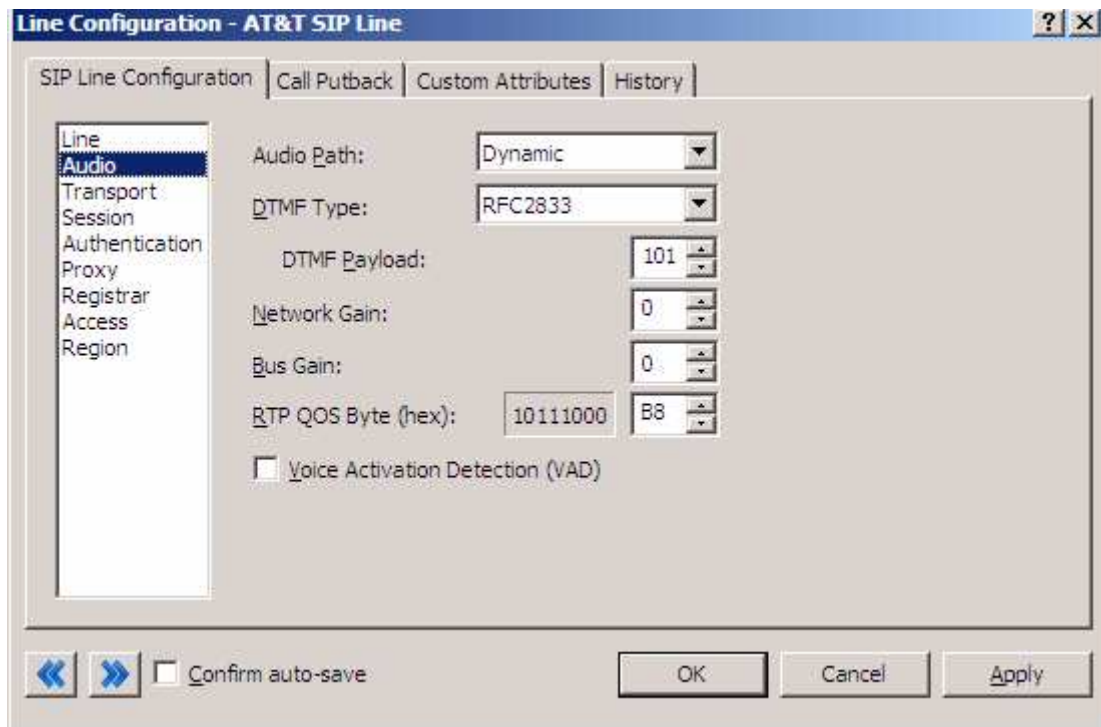 Line Configuration - AT&T SIP Line
SIP Line Configuration
Call Putback
Custom Attributes
History
Line
Audio
Transport
Session
Authentication
Proxy
Registrar
Access
Region
Audio Path: Dynamic
DTMF Type: RFC2833
DTMF Payload: 101
Network Gain: 0
Bus Gain: 0
RTP QOS Byte (hex): 10111000 B8
Voice Activation Detection (VAD)
Confirm auto-save
OK
Cancel
Apply